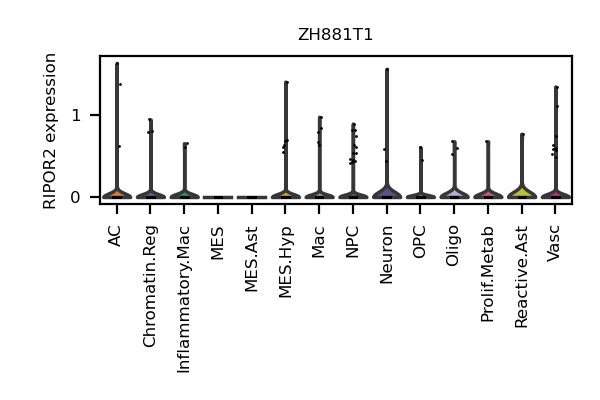 ZH881T1
RIPOR2 expression
1
0
AC
Chromatin.Reg
Inflammatory.Mac
MES
MES.Ast
MES.Hyp
Mac
NPC
Neuron
OPC
Oligo
Prolif.Metab
Reactive.Ast
Vasc